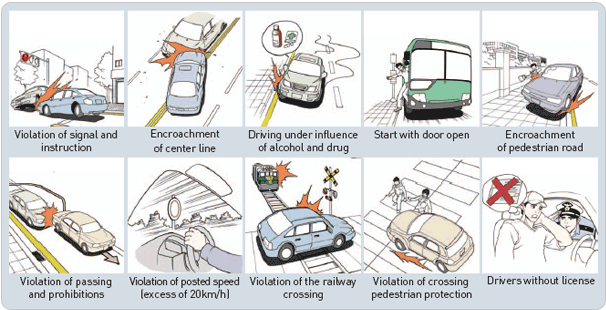 Violation of signal and
instruction
Encroachment
of center line
Driving under influence
of alcohol and drug
Start with door open
Encroachment
of pedestrian road
Violation of passing
and prohibitions
Violation of posted speed
(excess of 20km/h)
Violation of the railway
crossing
Violation of crossing
pedestrian protection
Drivers without license